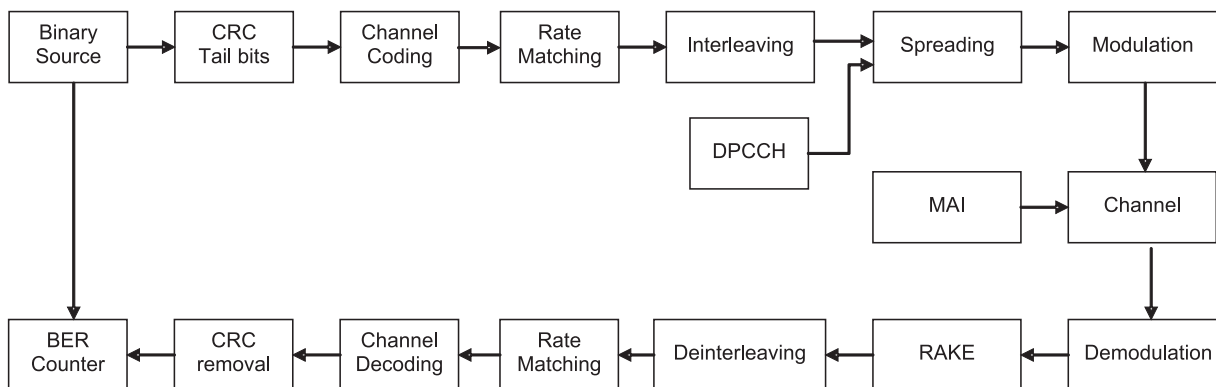 Binary
Source
CRC
Tail bits
Channel
Coding
Rate
Matching
Interleaving
Spreading
Modulation
DPCCH
MAI
Channel
BER
Counter
CRC
removal
Channel
Decoding
Rate
Matching
Deinterleaving
RAKE
Demodulation